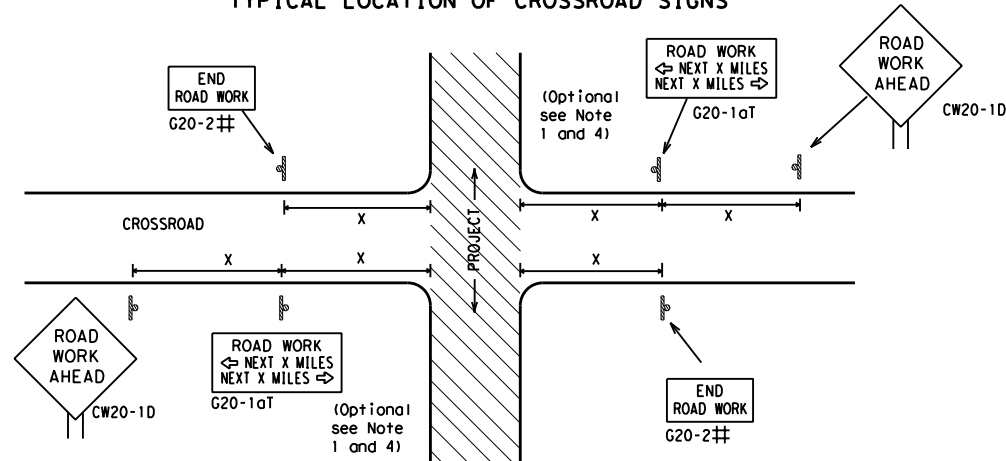 TYPICAL LOCATION OF CROSSROAD SIGNS
END
ROAD WORK
G20-2⌗
(Optional
see Note
1 and 4)
ROAD WORK
⇦ NEXT X MILES
NEXT X MILES ⇨
G20-1aT
ROAD
WORK
AHEAD
CW20-1D
X
X
X
CROSSROAD
PROJECT
X
X
X
ROAD
WORK
AHEAD
CW20-1D
ROAD WORK
⇦ NEXT X MILES
NEXT X MILES ⇨
G20-1aT
(Optional
see Note
1 and 4)
END
ROAD WORK
G20-2⌗